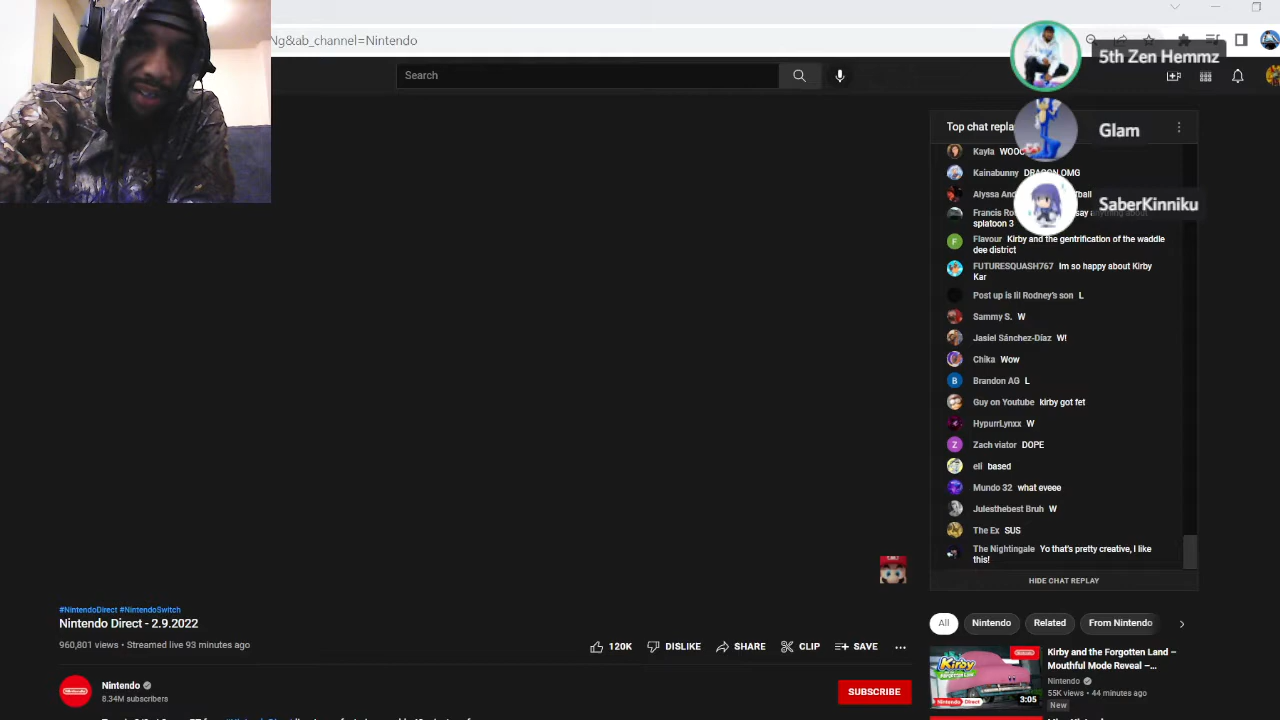 Ng&ab_channel=Nintendo
5th Zen Hemmz
Search
Glam
Top chat
Kayla
Kainabunny DRAGON OMG
SaberKinniku
say anything about
splatoon 3
Flavour Kirby and the gentrification of the waddle
dee district
FUTURESQUASH767 Im so happy about Kirby
Kar
Post up is lil Rodney's son L
Sammy S. W
Jasiel Sánchez-Díaz W!
Chika Wow
Brandon AG L
Guy on Youtube kirby got fet
HypurrLynxx W
Zach viator DOPE
eli based
Mundo 32 what eveee
Julesthebest Bruh W
The Ex SUS
The Nightingale Yo that's pretty creative, I like
this!
HIDE CHAT REPLAY
#NintendoDirect #NintendoSwitch
Nintendo Direct - 2.9.2022
960,801 views • Streamed live 93 minutes ago
120K
DISLIKE
SHARE
CLIP
SAVE
All
Nintendo
Related
From Nintendo
Kirby and the Forgotten Land –
Mouthful Mode Reveal –…
Nintendo
55K views • 44 minutes ago
New
3:05
Nintendo
8.34M subscribers
SUBSCRIBE